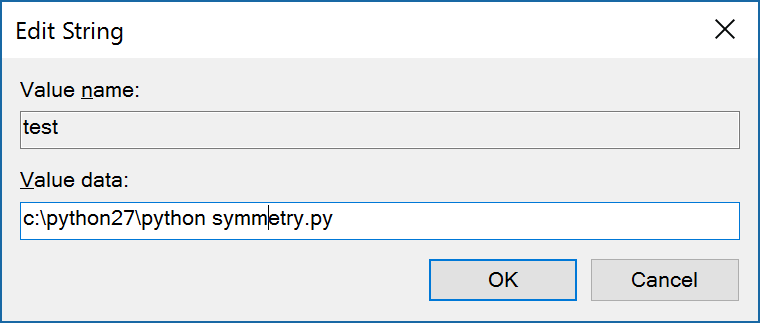 Edit String
Value name:
test
Value data:
c:\python27\python symmetry.py
OK Cancel